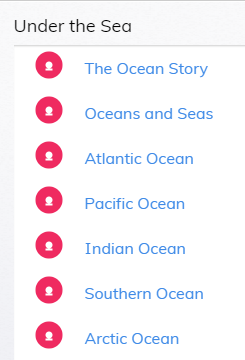 Under the Sea
The Ocean Story
Oceans and Seas
Atlantic Ocean
Pacific Ocean
Indian Ocean
Southern Ocean
Arctic Ocean